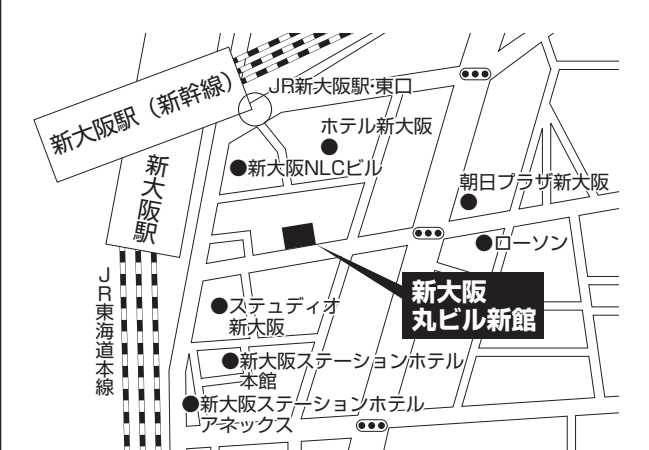 新大阪駅（新幹線）
JR新大阪駅･東口
ホテル新大阪
●新大阪NLCビル
新大阪駅
朝日プラザ新大阪
●ローソン
新大阪
丸ビル新館
JR東海道本線
●ステュディオ
新大阪
●新大阪ステーションホテル
本館
●新大阪ステーションホテル
アネックス